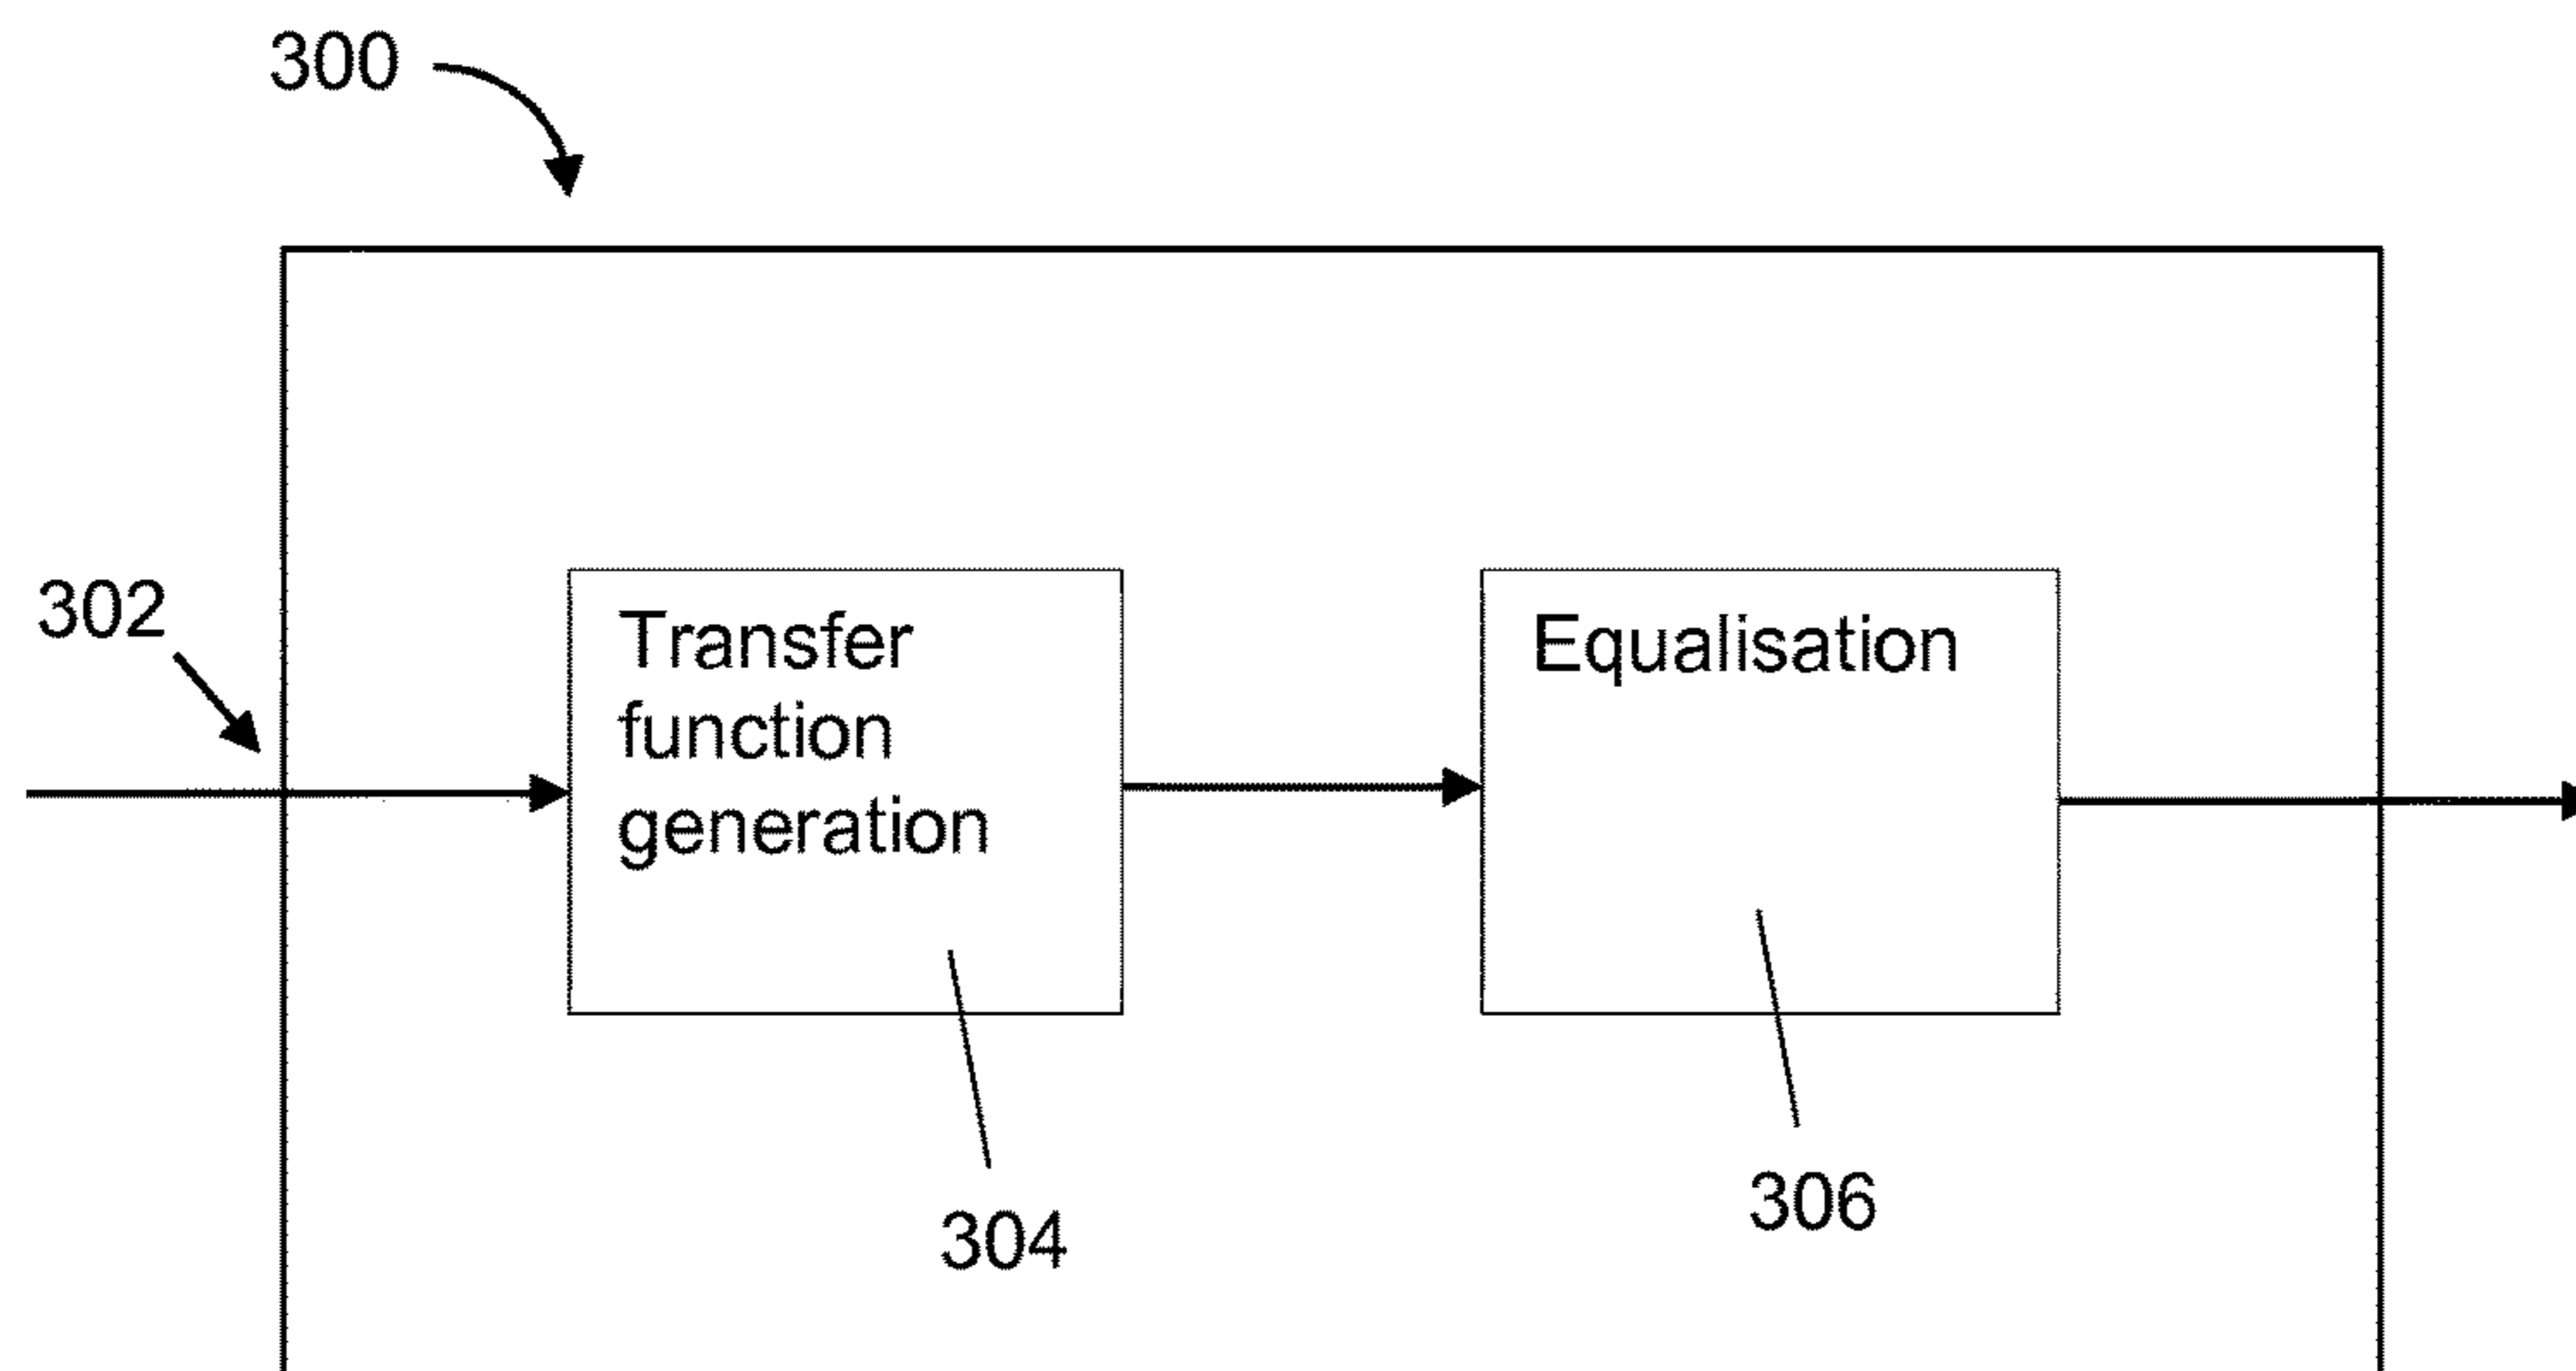 300
302
Transfer
function
generation
Equalisation
304
306